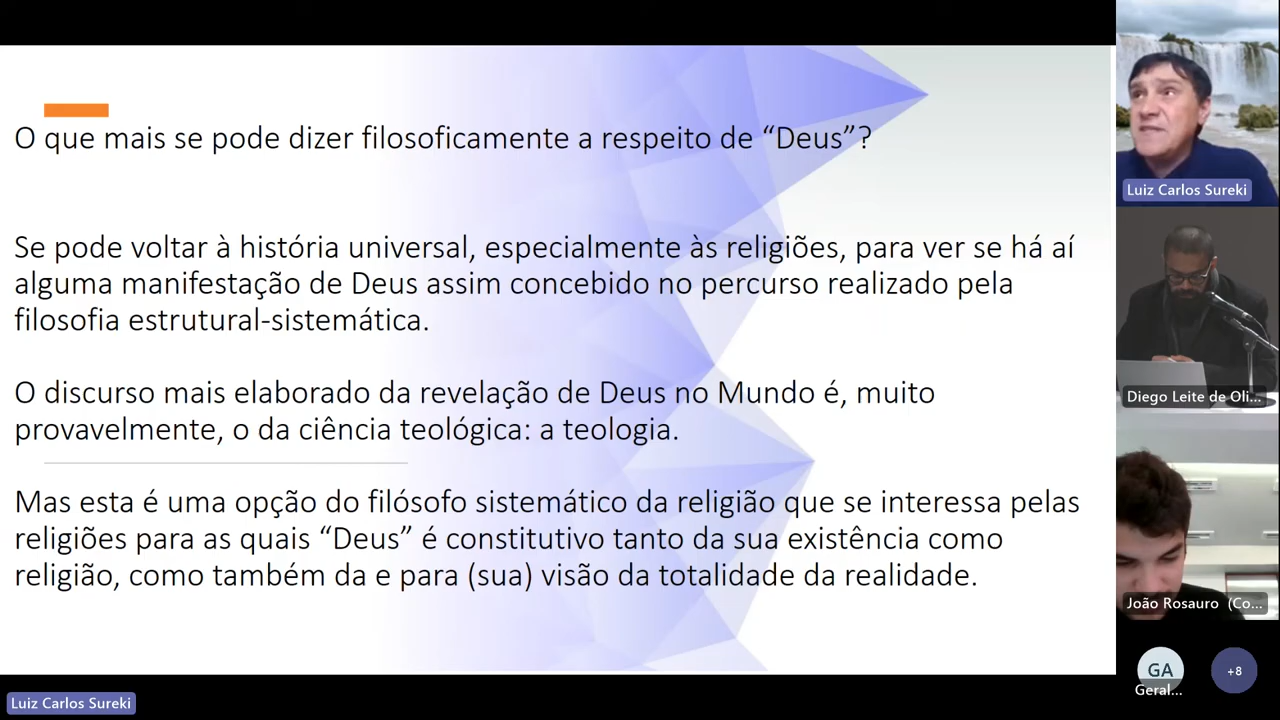 O que mais se pode dizer filosoficamente a respeito de “Deus”?
Se pode voltar à história universal, especialmente às religiões, para ver se há aí
alguma manifestação de Deus assim concebido no percurso realizado pela
filosofia estrutural-sistemática.
O discurso mais elaborado da revelação de Deus no Mundo é, muito
provavelmente, o da ciência teológica: a teologia.
Mas esta é uma opção do filósofo sistemático da religião que se interessa pelas
religiões para as quais “Deus” é constitutivo tanto da sua existência como
religião, como também da e para (sua) visão da totalidade da realidade.
Luiz Carlos Sureki
Diego Leite de Oli...
João Rosauro (Co...
GA
Geral...
+8
Luiz Carlos Sureki